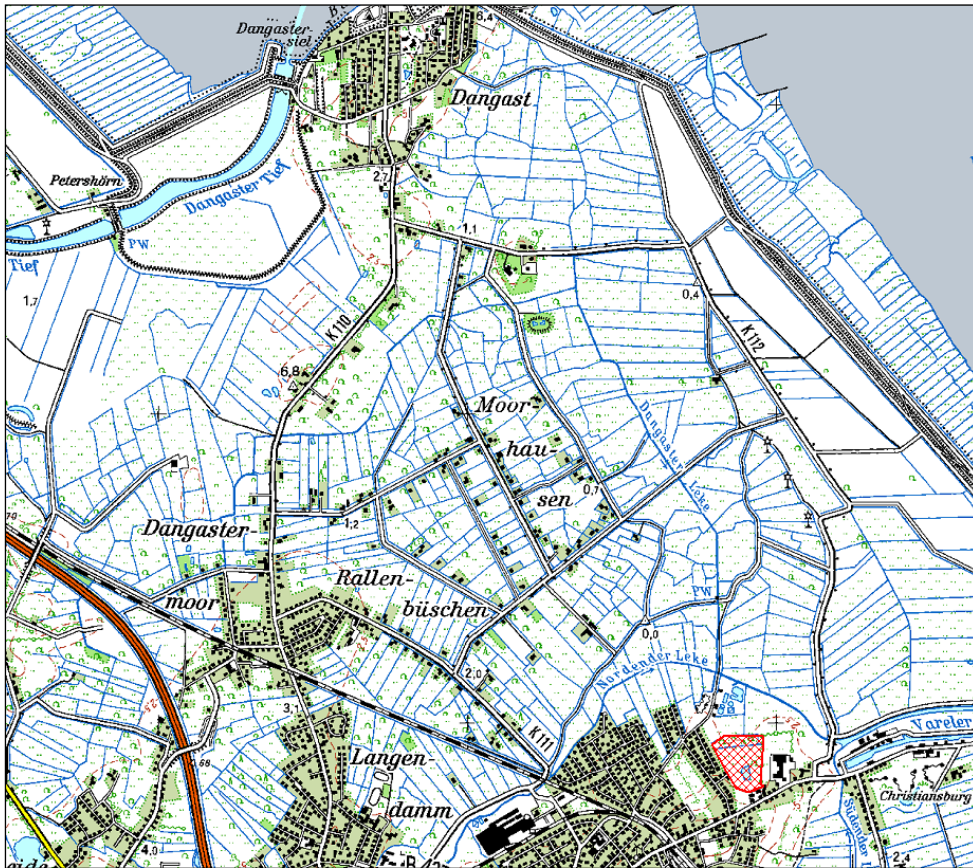 Dangaster-
siel
6,4
Dangast
Petershörn
Dangaster Tief
2,7
PW
Tief
1,1
1,7
0,4
K110
K112
6,8
Moor-
hau-
sen
Dangaster Leke
0,7
1,2
Dangaster-
moor
Rallen-
büschen
PW
0,0
Nordender Leke
2,0
3,1
K111
Vareler
68
Langen-
damm
Christiansburg
4,0
2,1